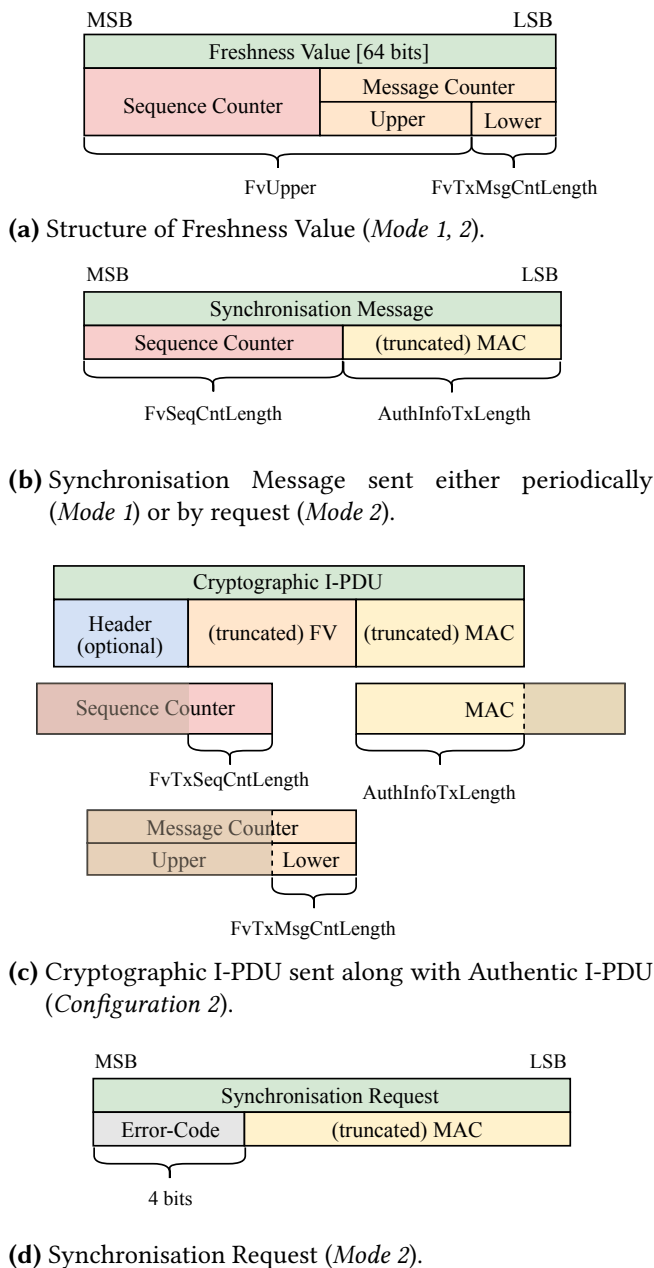 MSB LSB
Freshness Value [64 bits]
Sequence Counter
Message Counter
Upper Lower
FvUpper FvTxMsgCntLength
(a) Structure of Freshness Value (Mode 1, 2).
MSB LSB
Synchronisation Message
Sequence Counter (truncated) MAC
FvSeqCntLength AuthInfoTxLength
(b) Synchronisation Message sent either periodically
(Mode 1) or by request (Mode 2).
Cryptographic I-PDU
Header
(optional)
(truncated) FV
(truncated) MAC
Sequence Counter MAC
FvTxSeqCntLength AuthInfoTxLength
Message Counter
Upper Lower
FvTxMsgCntLength
(c) Cryptographic I-PDU sent along with Authentic I-PDU
(Configuration 2).
MSB LSB
Synchronisation Request
Error-Code (truncated) MAC
4 bits
(d) Synchronisation Request (Mode 2).